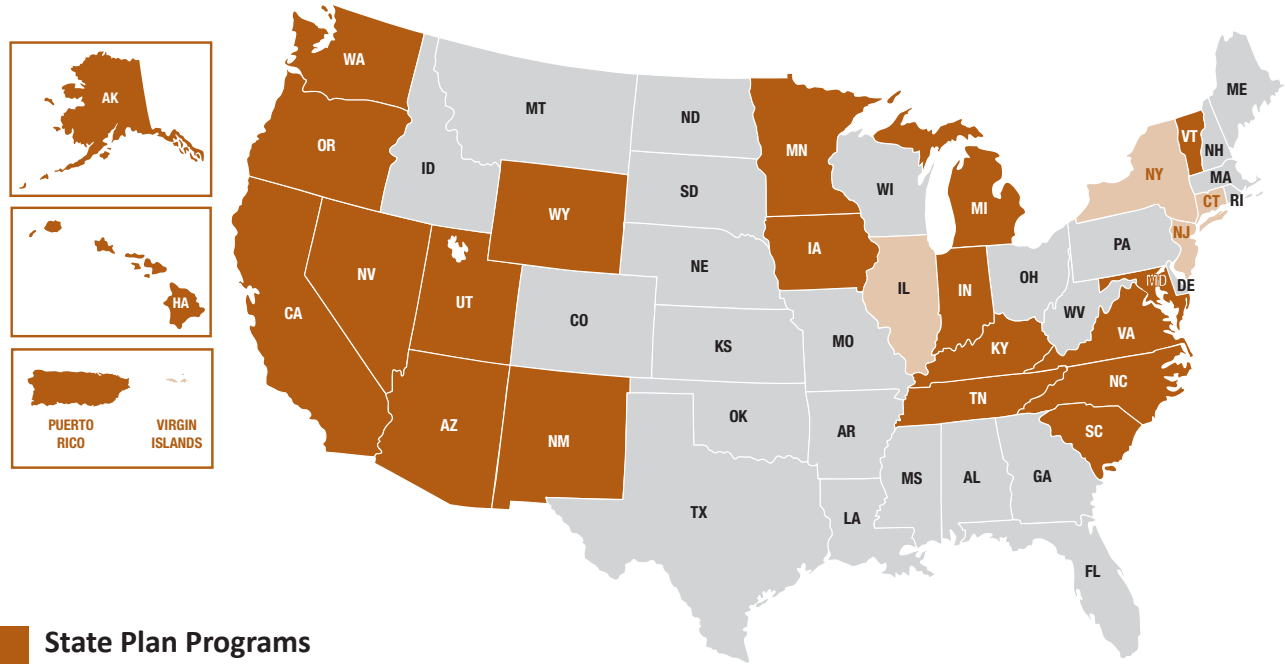 WA
AK
MT
ME
ND
OR
VT
MN
ID
NH
NY
WI
MA
SD
CT
RI
WY
MI
NJ
PA
IA
NE
NV
OH
MD
DE
IL
IN
HA
UT
CA
CO
WV
VA
KS
MO
KY
NC
TN
OK
AZ
AR
SC
PUERTO
RICO
VIRGIN
ISLANDS
NM
MS
AL
GA
TX
LA
FL
State Plan Programs